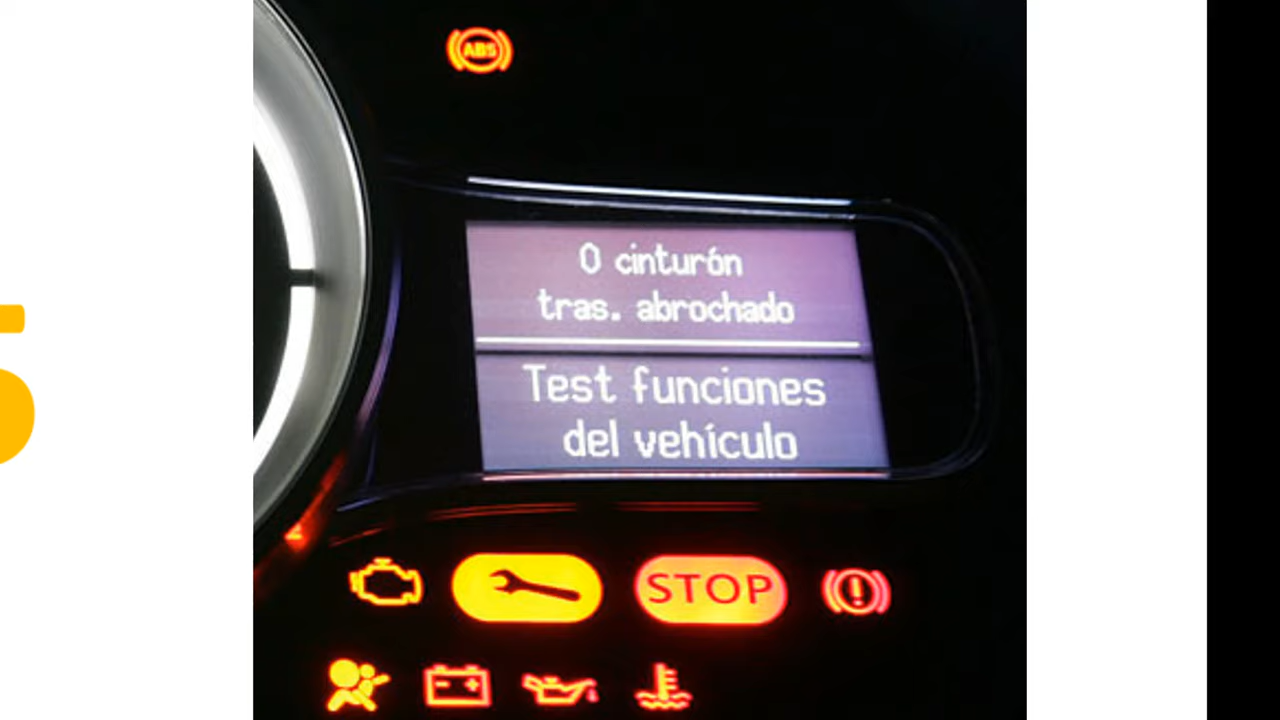 ABS
0 cinturón
tras. abrochado
Test funciones
del vehículo
STOP